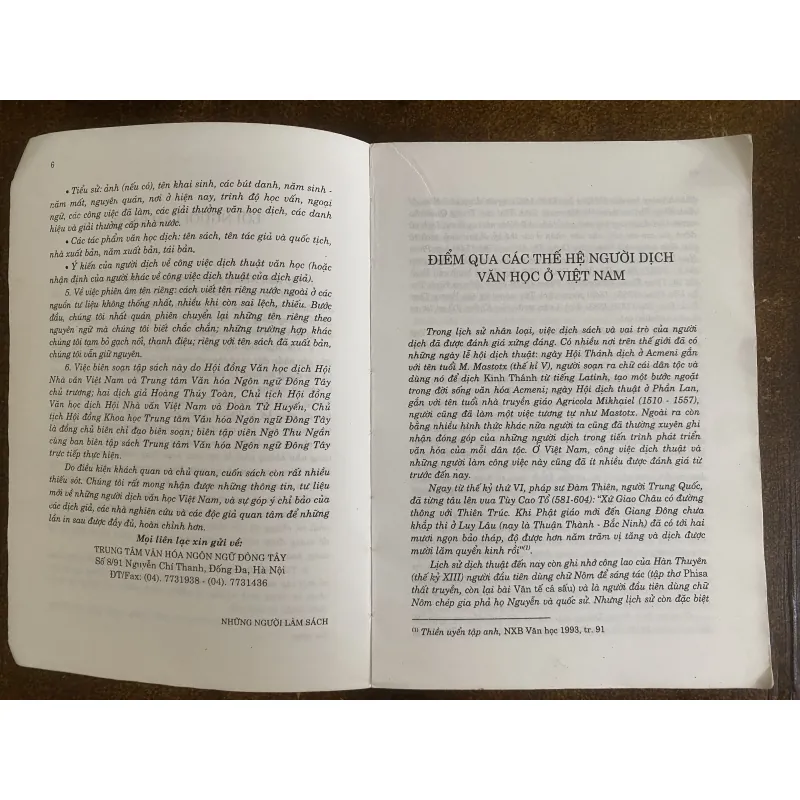 6
• Tiểu sử: ảnh (nếu có), tên khai sinh, các bút danh, năm sinh -
năm mất, nguyên quán, nơi ở hiện nay, trình độ học vấn, ngoại
ngữ, các công việc đã làm, các giải thưởng văn học dịch, các danh
hiệu và giải thưởng cấp nhà nước.
• Các tác phẩm văn học dịch: tên sách, tên tác giả và quốc tịch,
nhà xuất bản, năm xuất bản, tái bản.
• Ý kiến của người dịch về công việc dịch thuật văn học (hoặc
nhận định của người khác về công việc dịch thuật của dịch giả).
5. Về việc phiên âm tên riêng: cách viết tên riêng nước ngoài ở các
nguồn tư liệu không thống nhất, nhiều khi còn sai lệch, thiếu. Bước
đầu, chúng tôi nhất quán phiên chuyển lại những tên riêng theo
nguyên ngữ mà chúng tôi biết chắc chắn; những trường hợp khác
chúng tôi tạm bỏ gạch nối, thanh điệu; riêng với tên sách đã xuất bản,
chúng tôi vẫn giữ nguyên.
6. Việc biên soạn tập sách này do Hội đồng Văn học dịch Hội
Nhà văn Việt Nam và Trung tâm Văn hóa Ngôn ngữ Đông Tây
chủ trương; hai dịch giả Hoàng Thúy Toàn, Chủ tịch Hội đồng
Văn học dịch Hội Nhà văn Việt Nam và Đoàn Tử Huyến, Chủ
tịch Hội đồng Khoa học Trung tâm Văn hóa Ngôn ngữ Đông Tây
là đồng chủ biên chỉ đạo biên soạn; biên tập viên Ngô Thu Ngần
cùng ban biên tập sách Trung tâm Văn hóa Ngôn ngữ Đông Tây
trực tiếp thực hiện.
Do điều kiện khách quan và chủ quan, cuốn sách còn rất nhiều
thiếu sót. Chúng tôi rất mong nhận được những thông tin, tư liệu
mới về những người dịch văn học Việt Nam, và sự góp ý chỉ bảo của
các dịch giả, các nhà nghiên cứu và các độc giả quan tâm để những
lần in sau được đầy đủ, hoàn chỉnh hơn.
Mọi liên lạc xin gửi về:
TRUNG TÂM VĂN HÓA NGÔN NGỮ ĐÔNG TÂY
Số 8/91 Nguyễn Chí Thanh, Đống Đa, Hà Nội
ĐT/Fax: (04). 7731938 - (04). 7731436
NHỮNG NGƯỜI LÀM SÁCH
ĐIỂM QUA CÁC THẾ HỆ NGƯỜI DỊCH
VĂN HỌC Ở VIỆT NAM
Trong lịch sử nhân loại, việc dịch sách và vai trò của người
dịch đã được đánh giá xứng đáng. Có nhiều nơi trên thế giới đã có
những ngày lễ hội dịch thuật: ngày Hội Thánh dịch ở Acmeni gắn
với tên tuổi M. Mastotx (thế kỉ V), người soạn ra chữ cái dân tộc và
dùng nó để dịch Kinh Thánh từ tiếng Latinh, tạo một bước ngoặt
trong đời sống văn hóa Acmeni; ngày Hội dịch thuật ở Phần Lan,
gắn với tên tuổi nhà truyền giáo Agricola Mikhaiel (1510 - 1557),
người cũng đã làm một việc tương tự như Mastotx. Ngoài ra còn
bằng nhiều hình thức khác nữa người ta cũng đã thường xuyên ghi
nhận đóng góp của những người dịch trong tiến trình phát triển
văn hóa của mỗi dân tộc. Ở Việt Nam, công việc dịch thuật và
những người làm công việc này cũng đã ít nhiều được đánh giá từ
trước đến nay.
Ngay từ thế kỷ thứ VI, pháp sư Đàm Thiên, người Trung Quốc,
đã từng tâu lên vua Tùy Cao Tổ (581-604): "Xứ Giao Châu có đường
thông với Thiên Trúc. Khi Phật giáo mới đến Giang Đông chưa
khắp thì ở Luy Lâu (nay là Thuận Thành - Bắc Ninh) đã có tới hai
mươi ngọn bảo tháp, độ được hơn năm trăm vị tăng và dịch được
mười lăm quyển kinh rồi"(1).
Lịch sử dịch thuật đến nay còn ghi nhớ công lao của Hàn Thuyên
(thế kỷ XIII) người đầu tiên dùng chữ Nôm để sáng tác (tập thơ Phisa
thất truyền, còn lại bài Văn tế cá sấu) và là người đầu tiên dùng chữ
Nôm chép gia phả họ Nguyễn và quốc sử. Nhưng lịch sử còn đặc biệt
(1) Thiền uyển tập anh, NXB Văn học 1993, tr. 91